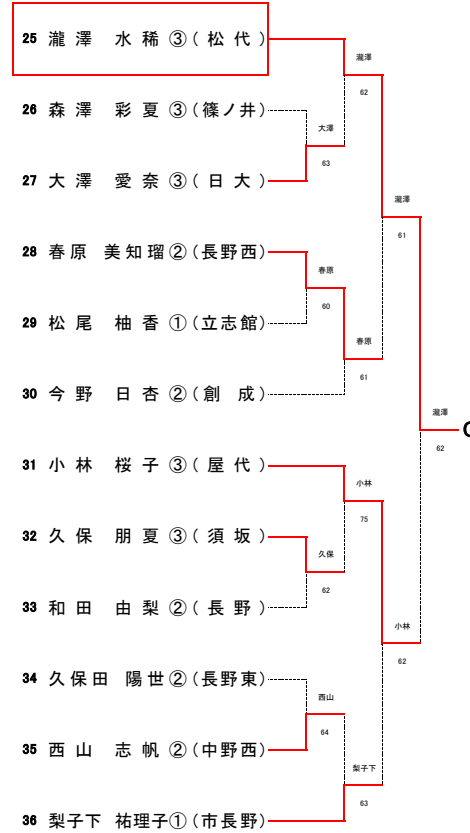 25 瀧澤 水稀③(松代)
瀧澤
62
26 森澤 彩夏③(篠ノ井)
大澤
63
27 大澤 愛奈③(日大)
瀧澤
61
28 春原 美知瑠②(長野西)
春原
60
29 松尾 柚香①(立志館)
春原
61
30 今野 日杏②(創成)
瀧澤
62
31 小林 桜子③(屋代)
小林
75
32 久保 朋夏③(須坂)
久保
62
33 和田 由梨②(長野)
小林
62
34 久保田 陽世②(長野東)
西山
64
35 西山 志帆②(中野西)
梨子下
63
36 梨子下 祐理子①(市長野)